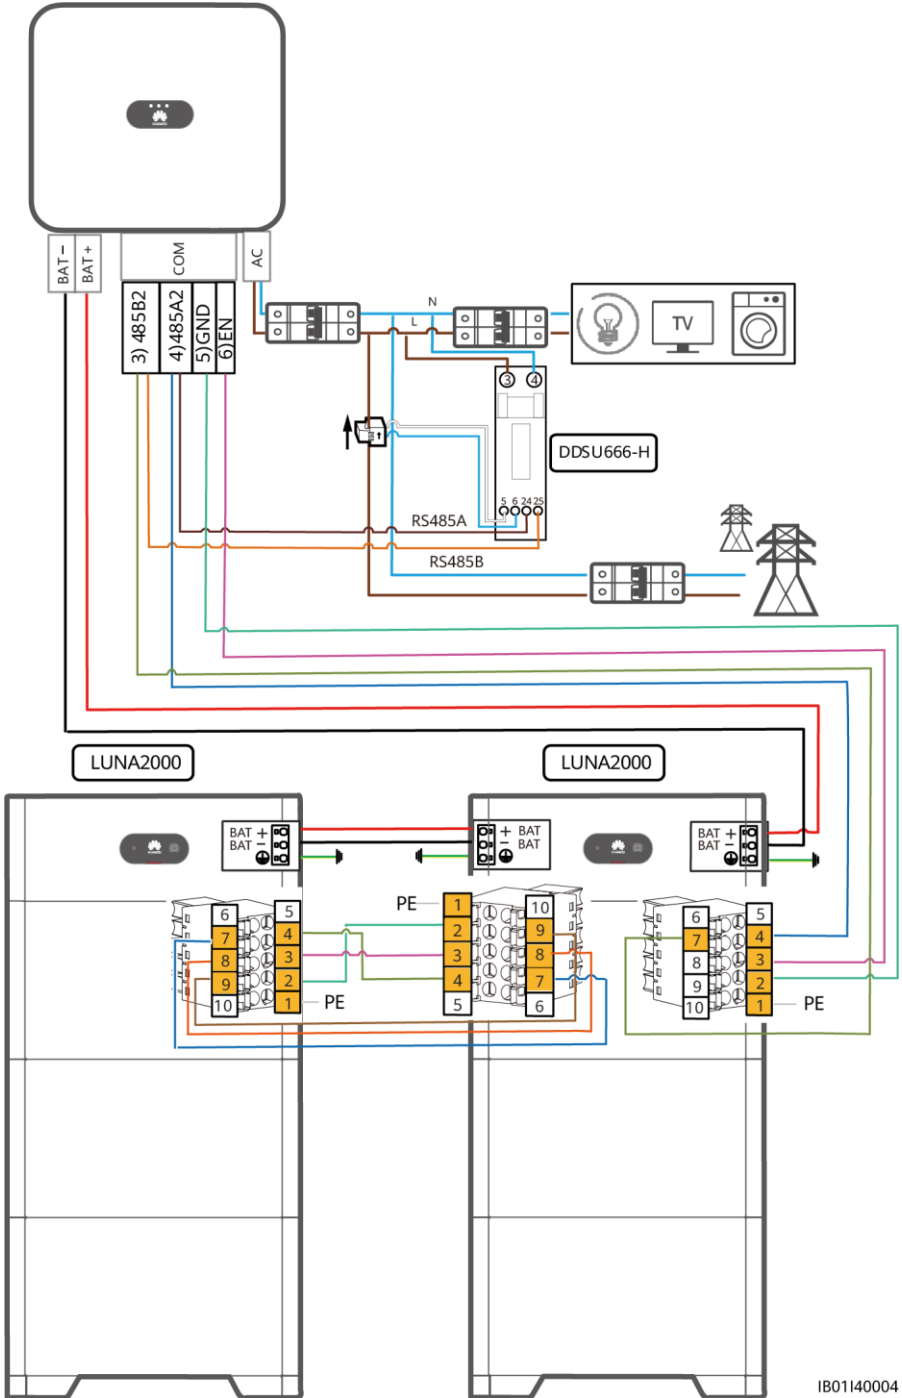 BAT −
BAT +
COM
AC
3) 485B2
4)485A2
5)GND
6)EN
N
L
TV
3
4
DDSU666-H
5
6
24
25
RS485A
RS485B
LUNA2000
LUNA2000
BAT +
BAT −
+ BAT
− BAT
BAT +
BAT −
6
7
8
9
10
5
4
3
2
1
PE
PE
1
2
3
4
5
10
9
8
7
6
6
7
8
9
10
5
4
3
2
1
PE
IB01I40004